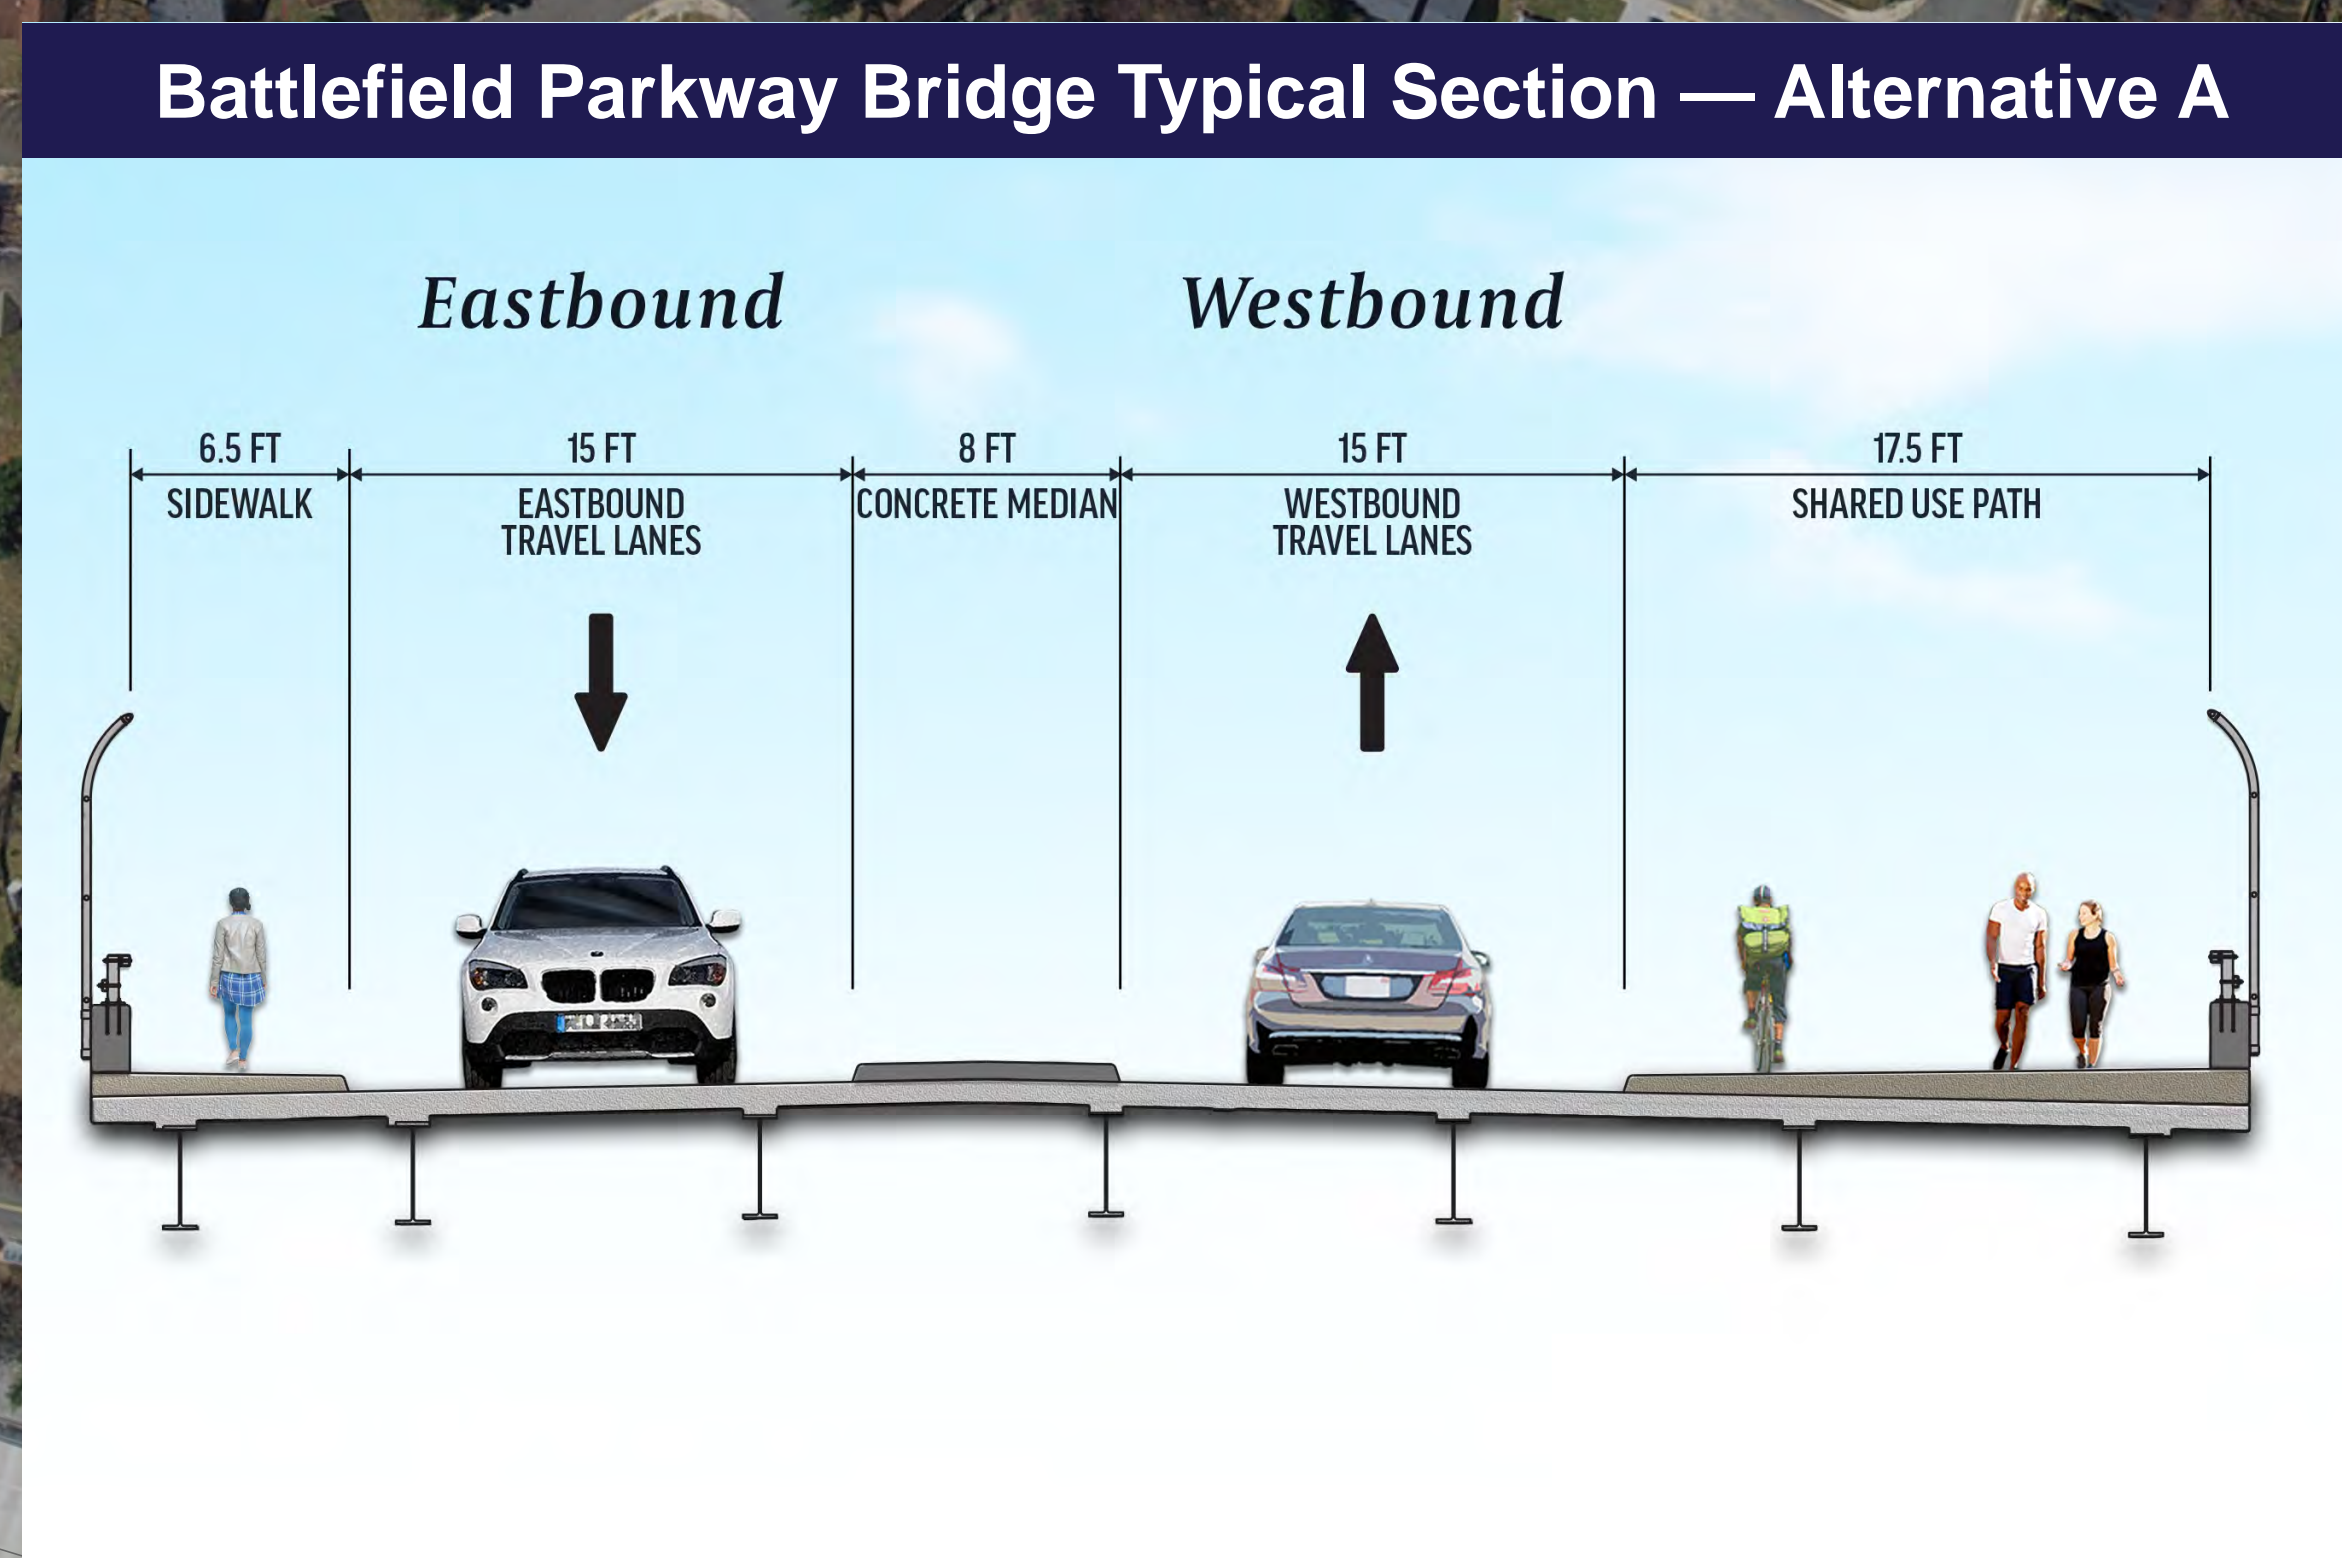 Battlefield Parkway Bridge Typical Section — Alternative A
Eastbound
Westbound
6.5 FT
SIDEWALK
15 FT
EASTBOUND
TRAVEL LANES
8 FT
CONCRETE MEDIAN
15 FT
WESTBOUND
TRAVEL LANES
17.5 FT
SHARED USE PATH